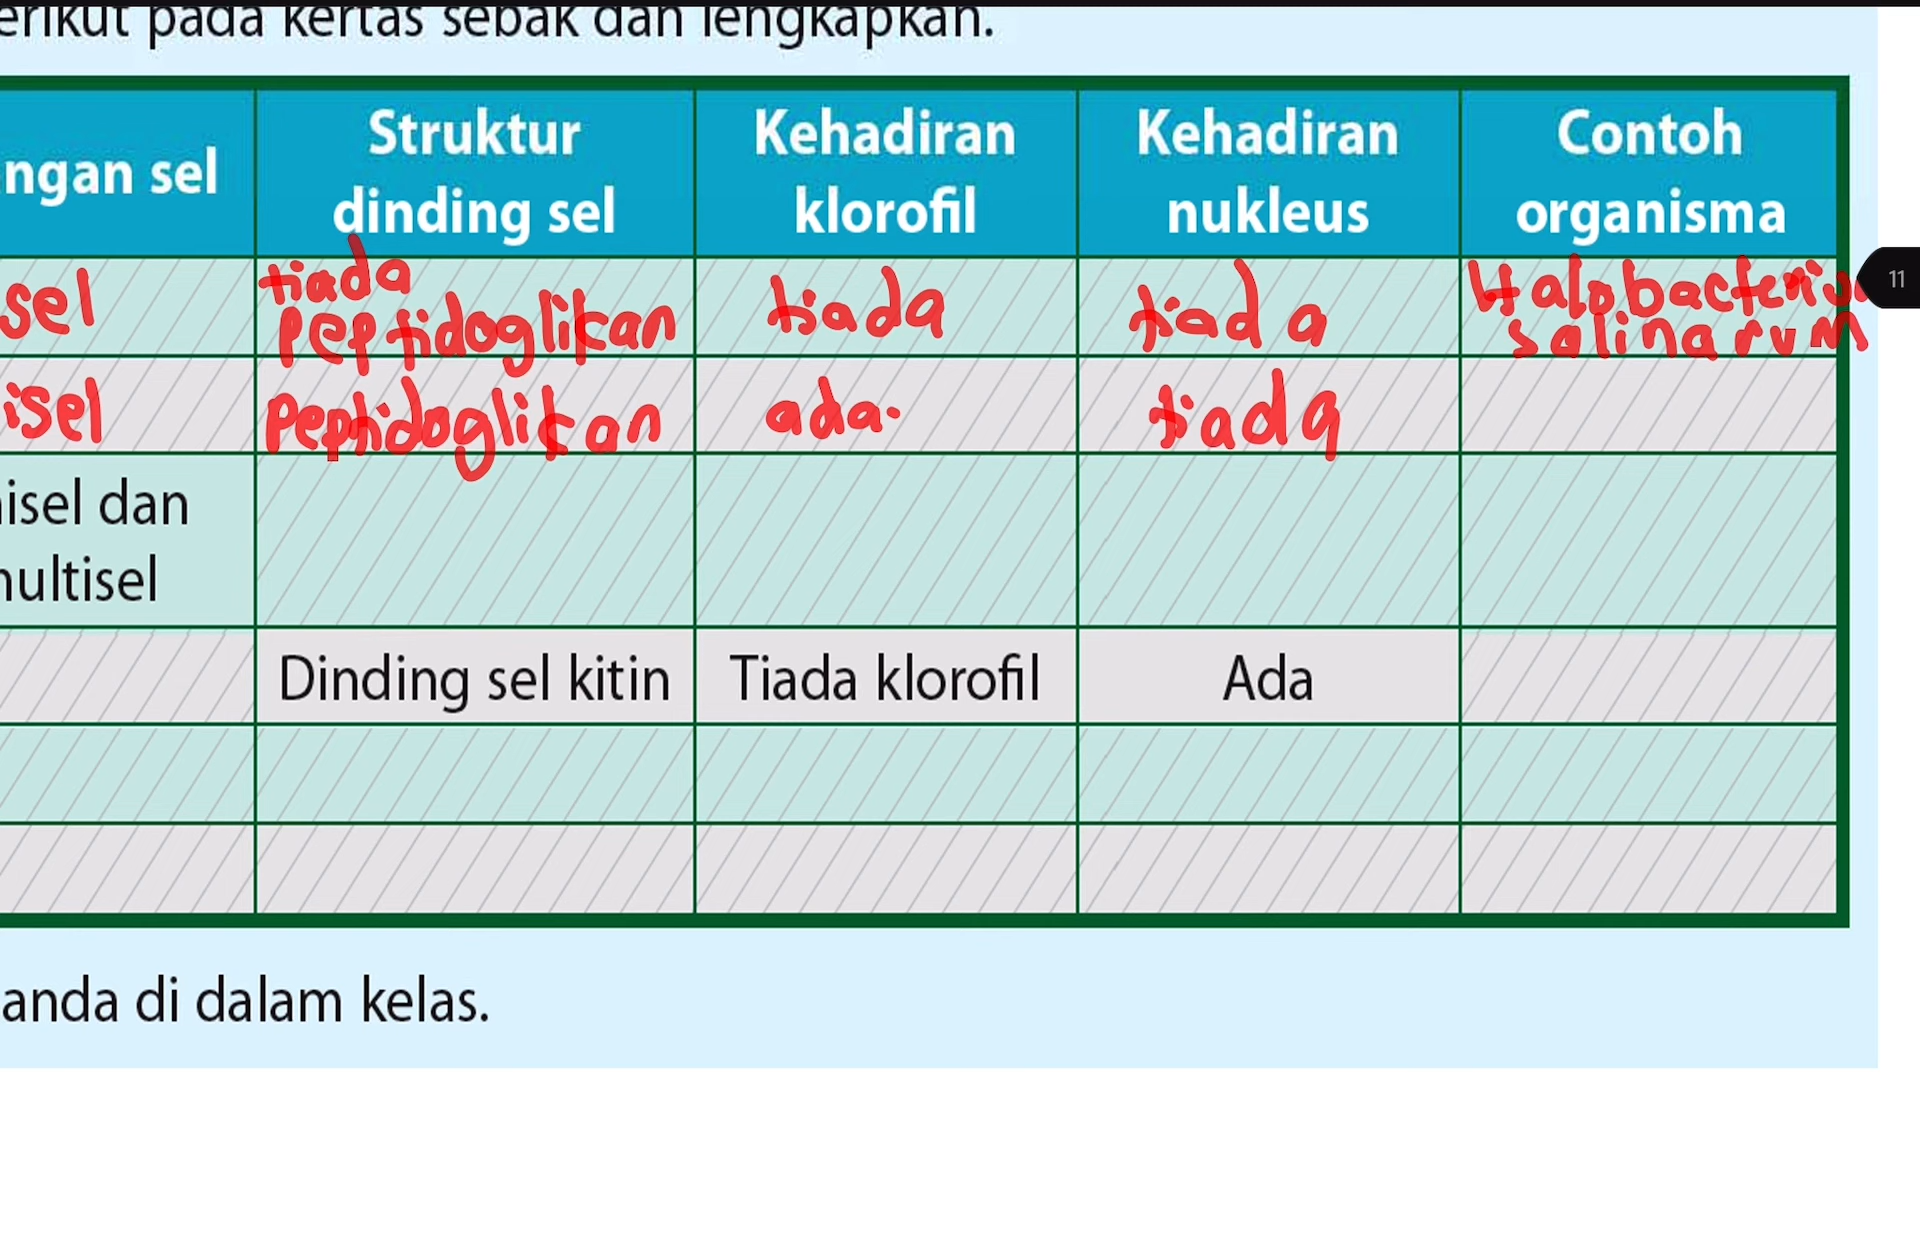 erikut pada kertas sebak dan lengkapkan.
ngan sel
Struktur
dinding sel
Kehadiran
klorofil
Kehadiran
nukleus
Contoh
organisma
sel
tiada
peptidoglikan
tiada
tiada
Halobacteriu
salinarum
11
isel
peptidoglikan
ada
tiada
isel dan
ultisel
Dinding sel kitin
Tiada klorofil
Ada
anda di dalam kelas.